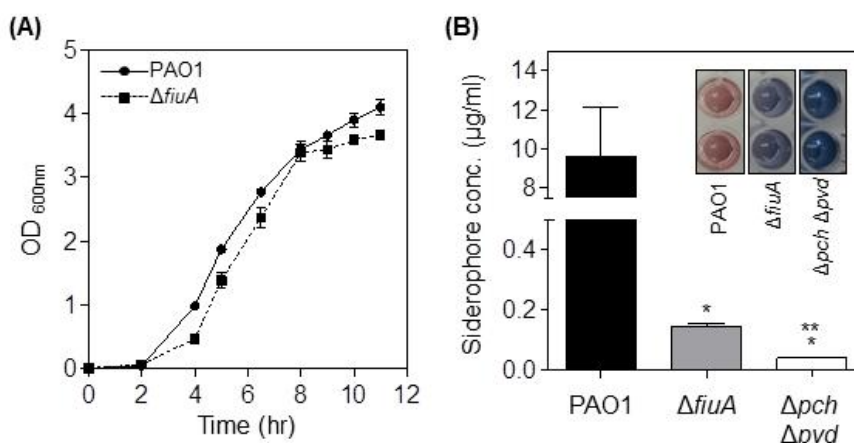 (A)
5
4
3
2
1
0
OD 600nm
PAO1
ΔfiuA
0 2 4 6 8 10 12
Time (hr)
(B)
14
12
10
8
0.4
0.2
0.0
Siderophore conc. (µg/ml)
PAO1
ΔfiuA
Δpch Δpvd
*
**
*
PAO1
ΔfiuA
Δpch
Δpvd